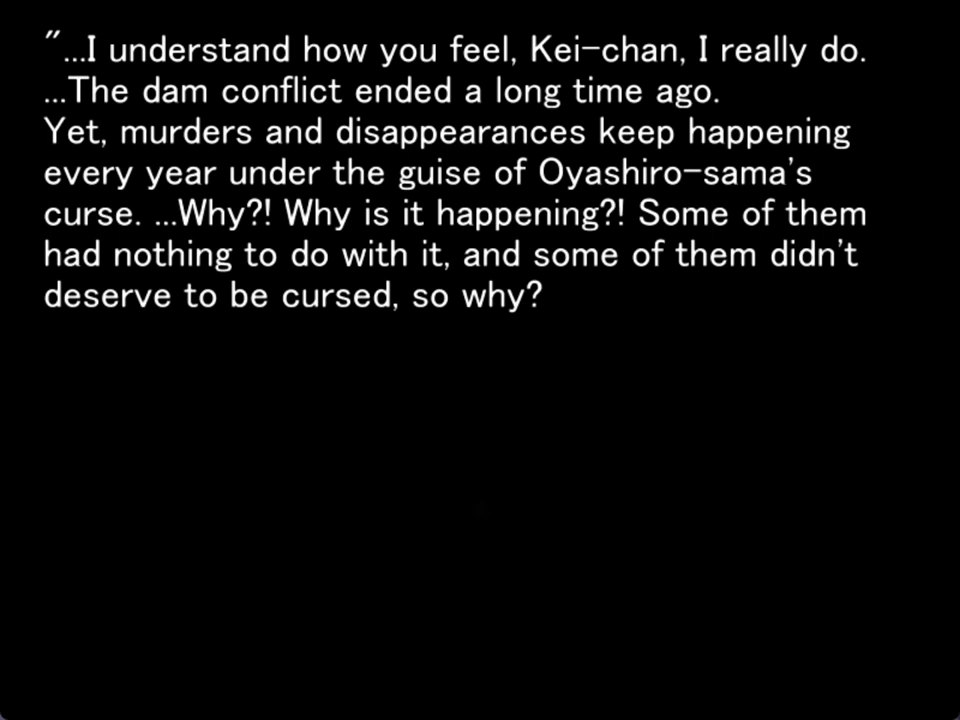 "...I understand how you feel, Kei-chan, I really do.
...The dam conflict ended a long time ago.
Yet, murders and disappearances keep happening
every year under the guise of Oyashiro-sama's
curse. ...Why?! Why is it happening?! Some of them
had nothing to do with it, and some of them didn't
deserve to be cursed, so why?